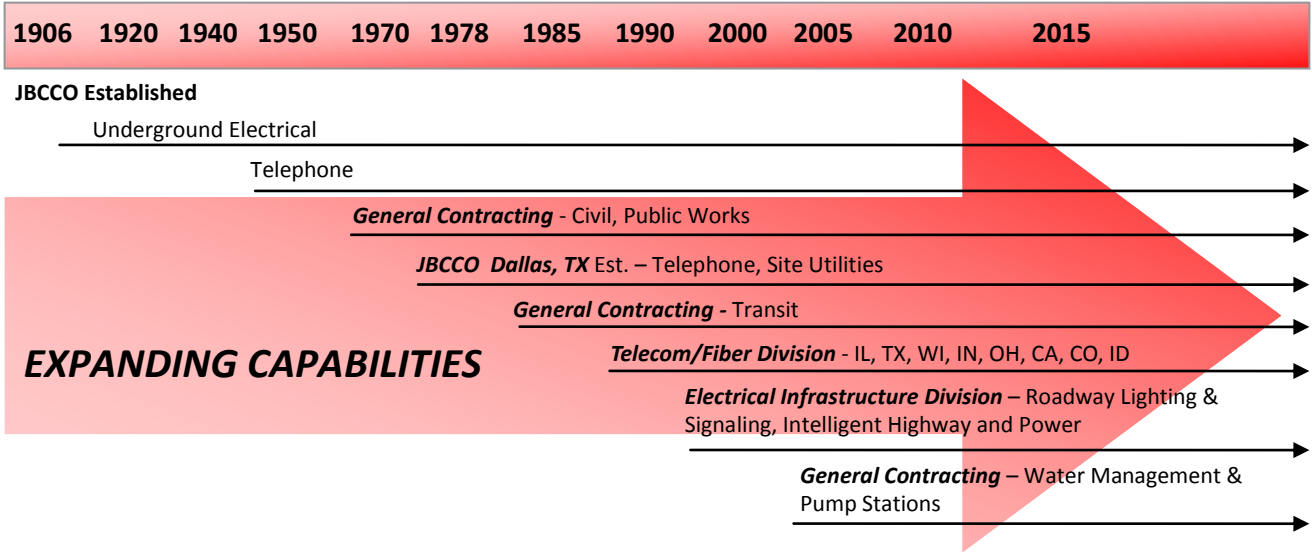 1906 1920 1940 1950 1970 1978 1985 1990 2000 2005 2010 2015
JBCCO Established
Underground Electrical
Telephone
General Contracting - Civil, Public Works
JBCCO Dallas, TX Est. – Telephone, Site Utilities
General Contracting - Transit
EXPANDING CAPABILITIES
Telecom/Fiber Division - IL, TX, WI, IN, OH, CA, CO, ID
Electrical Infrastructure Division – Roadway Lighting &
Signaling, Intelligent Highway and Power
General Contracting – Water Management &
Pump Stations